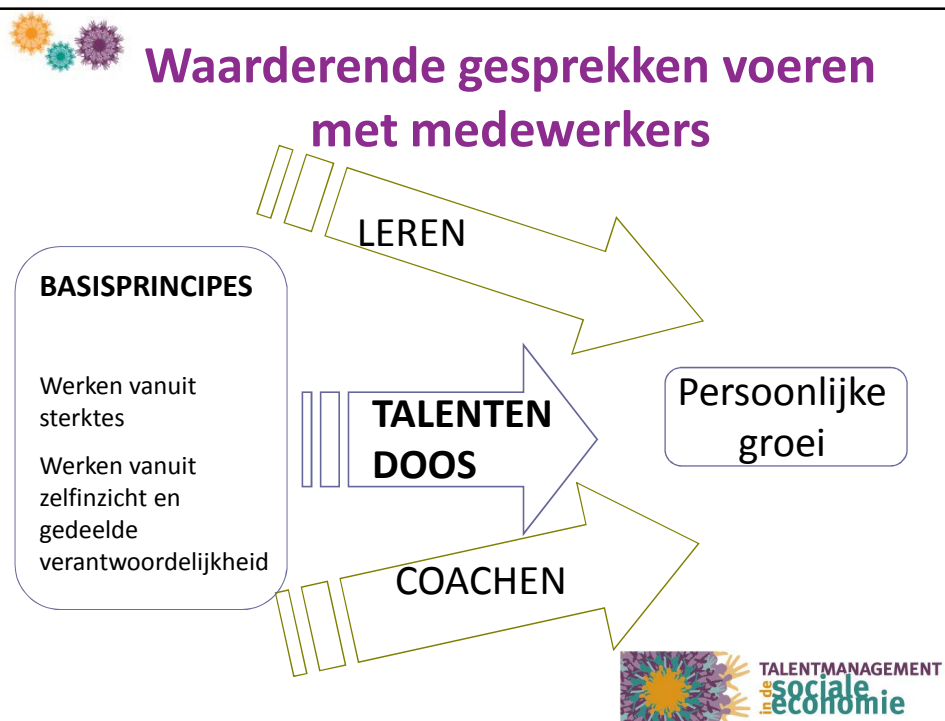 Waarderende gesprekken voeren
met medewerkers
LEREN
BASISPRINCIPES
Werken vanuit
sterktes
Werken vanuit
zelfinzicht en
gedeelde
verantwoordelijkheid
TALENTEN
DOOS
COACHEN
Persoonlijke
groei
TALENTMANAGEMENT
in de sociale
economie